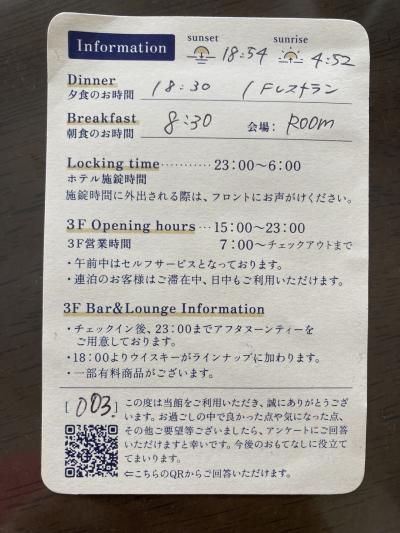 Information sunset 18:54 sunrise 4:52
Dinner
夕食のお時間 18:30 1Fレストラン
Breakfast
朝食のお時間 8:30 会場: ROOM
Locking time………… 23:00～6:00
ホテル施錠時間
施錠時間に外出される際は、フロントにお声がけください。
3F Opening hours… 15:00～23:00
3F営業時間 7:00～チェックアウトまで
・午前中はセルフサービスとなっております。
・連泊のお客様はご滞在中、日中もご利用いただけます。
3F Bar&Lounge Information
・チェックイン後、23:00までアフタヌーンティーを
ご用意しております。
・18:00よりウイスキーがラインナップに加わります。
・一部有料商品がございます。
[003.]
この度は当館をご利用いただき、誠にありがとうござ
います。お過ごしの中で良かった点や気になった点、
その他ご要望等ございましたら、アンケートにご回答
いただけますと幸いです。今後のおもてなしに役立て
てまいります。
⇐こちらのQRからご回答いただけます。